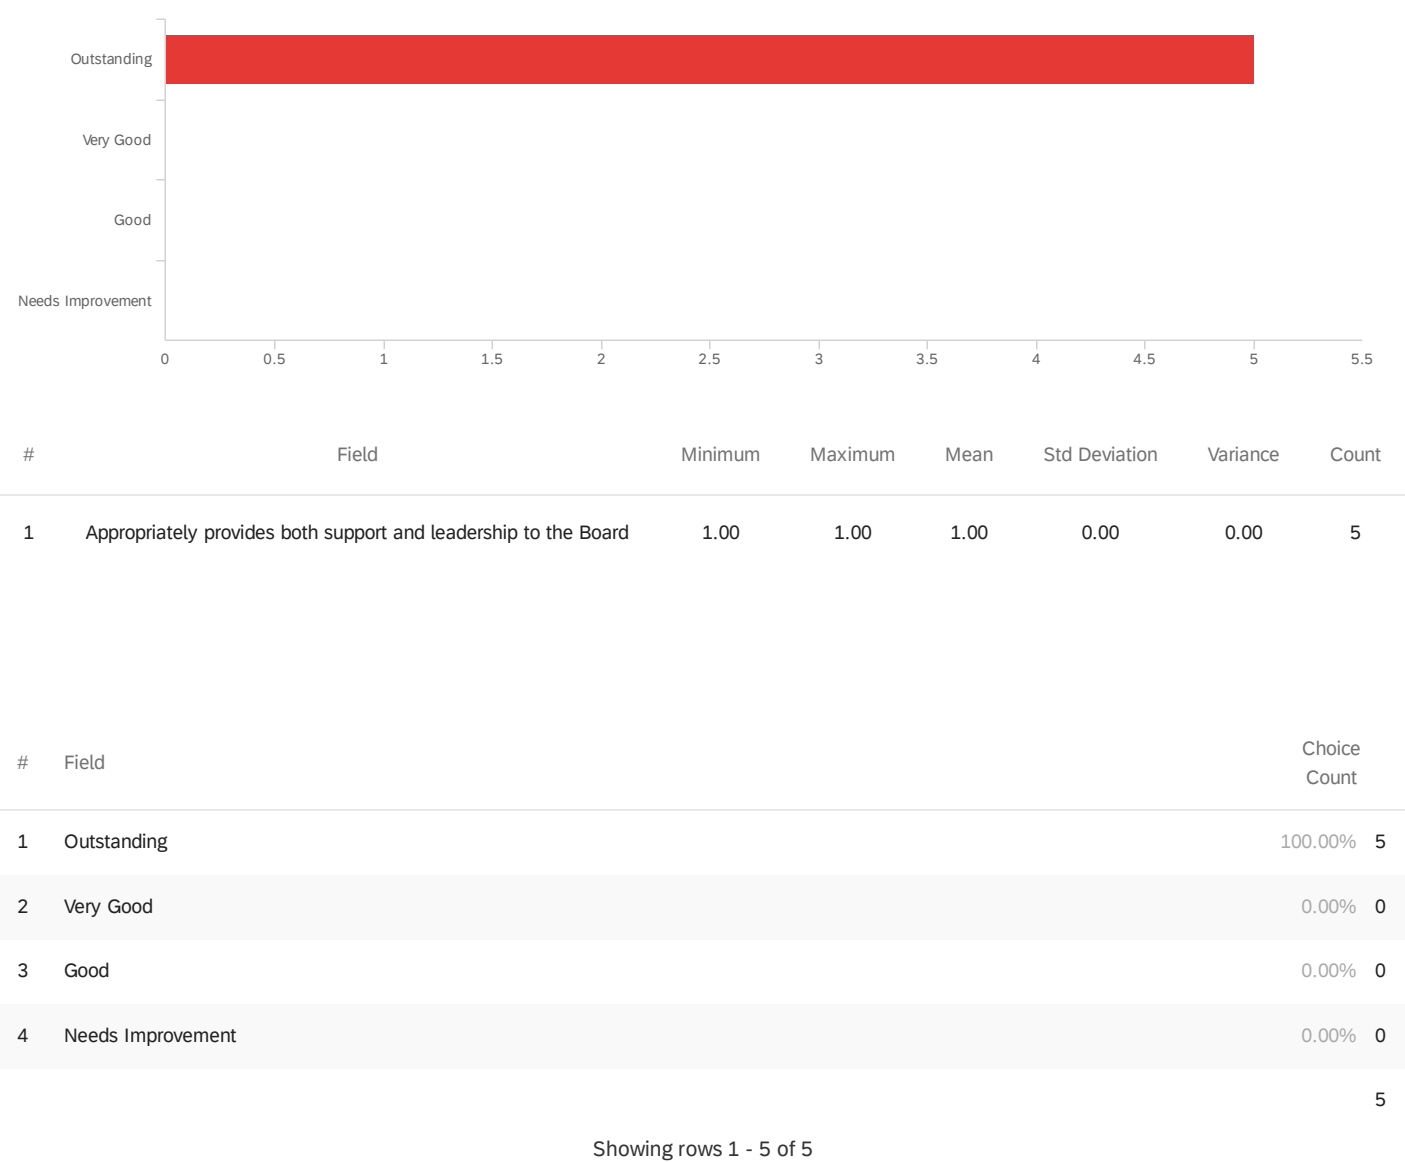 Outstanding
Very Good
Good
Needs Improvement
0 0.5 1 1.5 2 2.5 3 3.5 4 4.5 5 5.5
# Field Minimum Maximum Mean Std Deviation Variance Count
1 Appropriately provides both support and leadership to the Board 1.00 1.00 1.00 0.00 0.00 5
# Field Choice Count
1 Outstanding 100.00% 5
2 Very Good 0.00% 0
3 Good 0.00% 0
4 Needs Improvement 0.00% 0
5
Showing rows 1 - 5 of 5